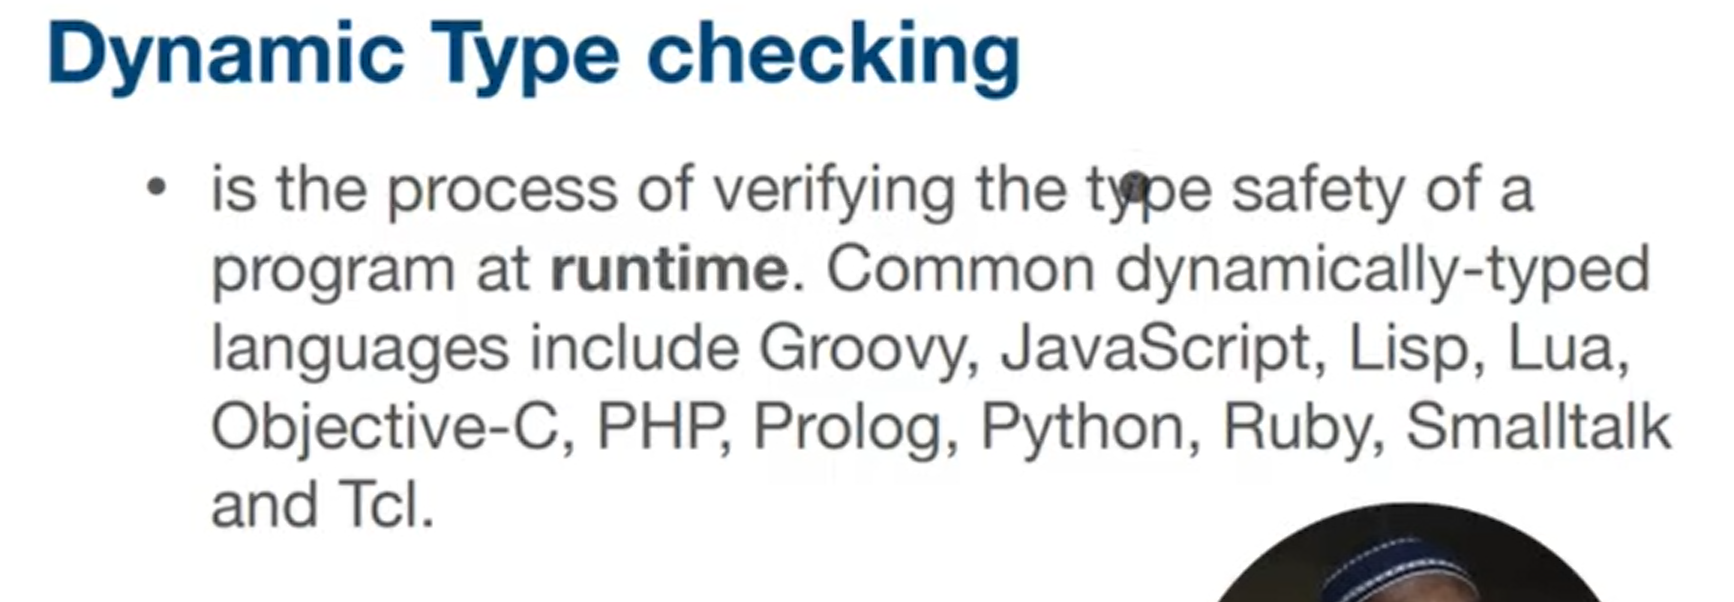 Dynamic Type checking
• is the process of verifying the type safety of a
program at runtime. Common dynamically-typed
languages include Groovy, JavaScript, Lisp, Lua,
Objective-C, PHP, Prolog, Python, Ruby, Smalltalk
and Tcl.